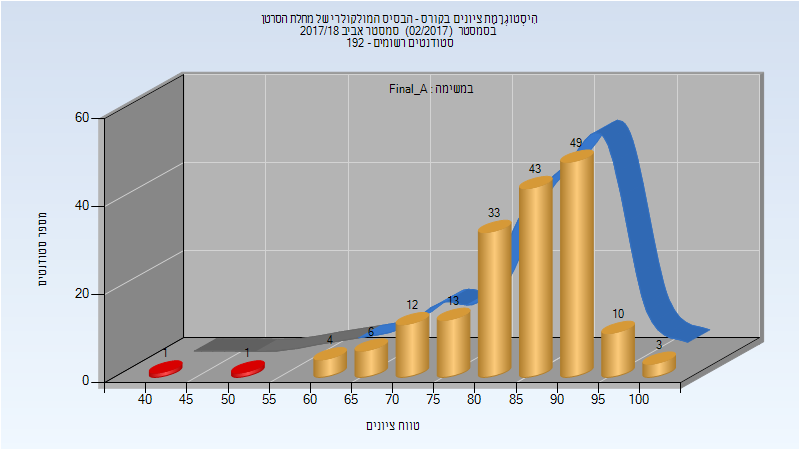 הִיסְטוֹגְרָמַת ציונים בקורס - הבסיס המולקולרי של מחלת הסרטן
בסמסטר (02/2017) סמסטר אביב 2017/18
סטודנטים רשומים - 192
במשימה : Final_A
מספר סטודנטים
60
40
20
0
1
1
4
6
12
13
33
43
49
10
3
40 45 50 55 60 65 70 75 80 85 90 95 100
טווח ציונים